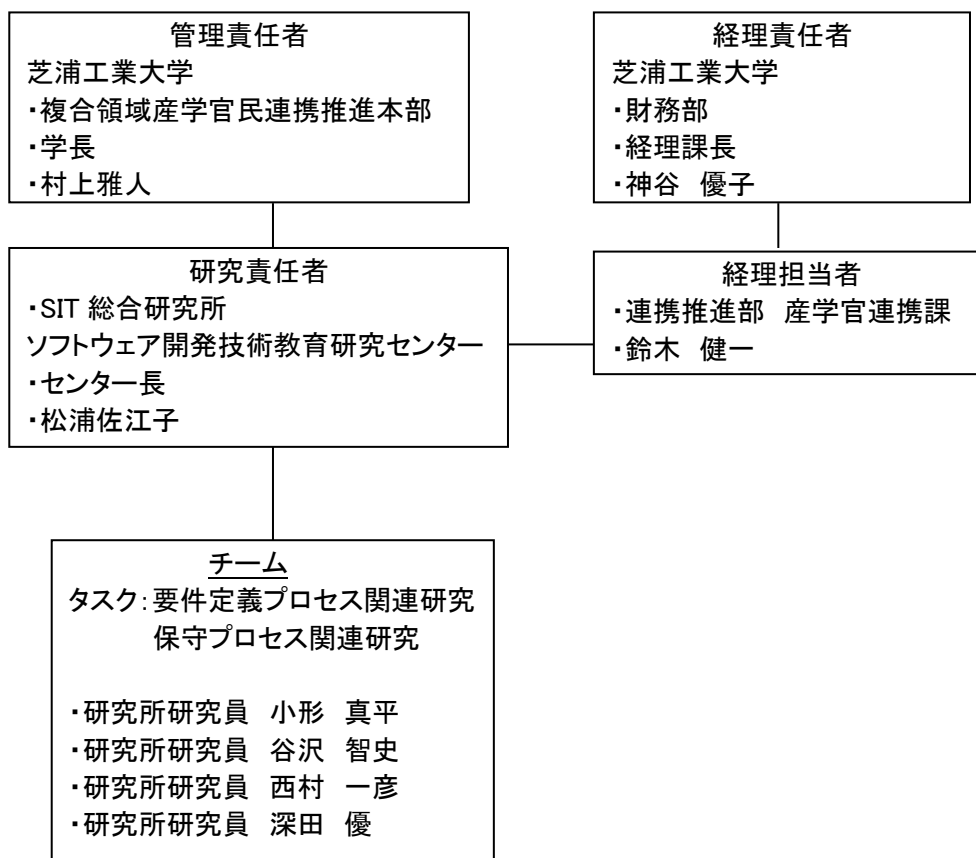 管理責任者
芝浦工業大学
・複合領域産学官民連携推進本部
・学長
・村上雅人
経理責任者
芝浦工業大学
・財務部
・経理課長
・神谷　優子
研究責任者
・SIT 総合研究所
ソフトウェア開発技術教育研究センター
・センター長
・松浦佐江子
経理担当者
・連携推進部　産学官連携課
・鈴木　健一
チーム
タスク：要件定義プロセス関連研究
保守プロセス関連研究
・研究所研究員　小形　真平
・研究所研究員　谷沢　智史
・研究所研究員　西村　一彦
・研究所研究員　深田　優